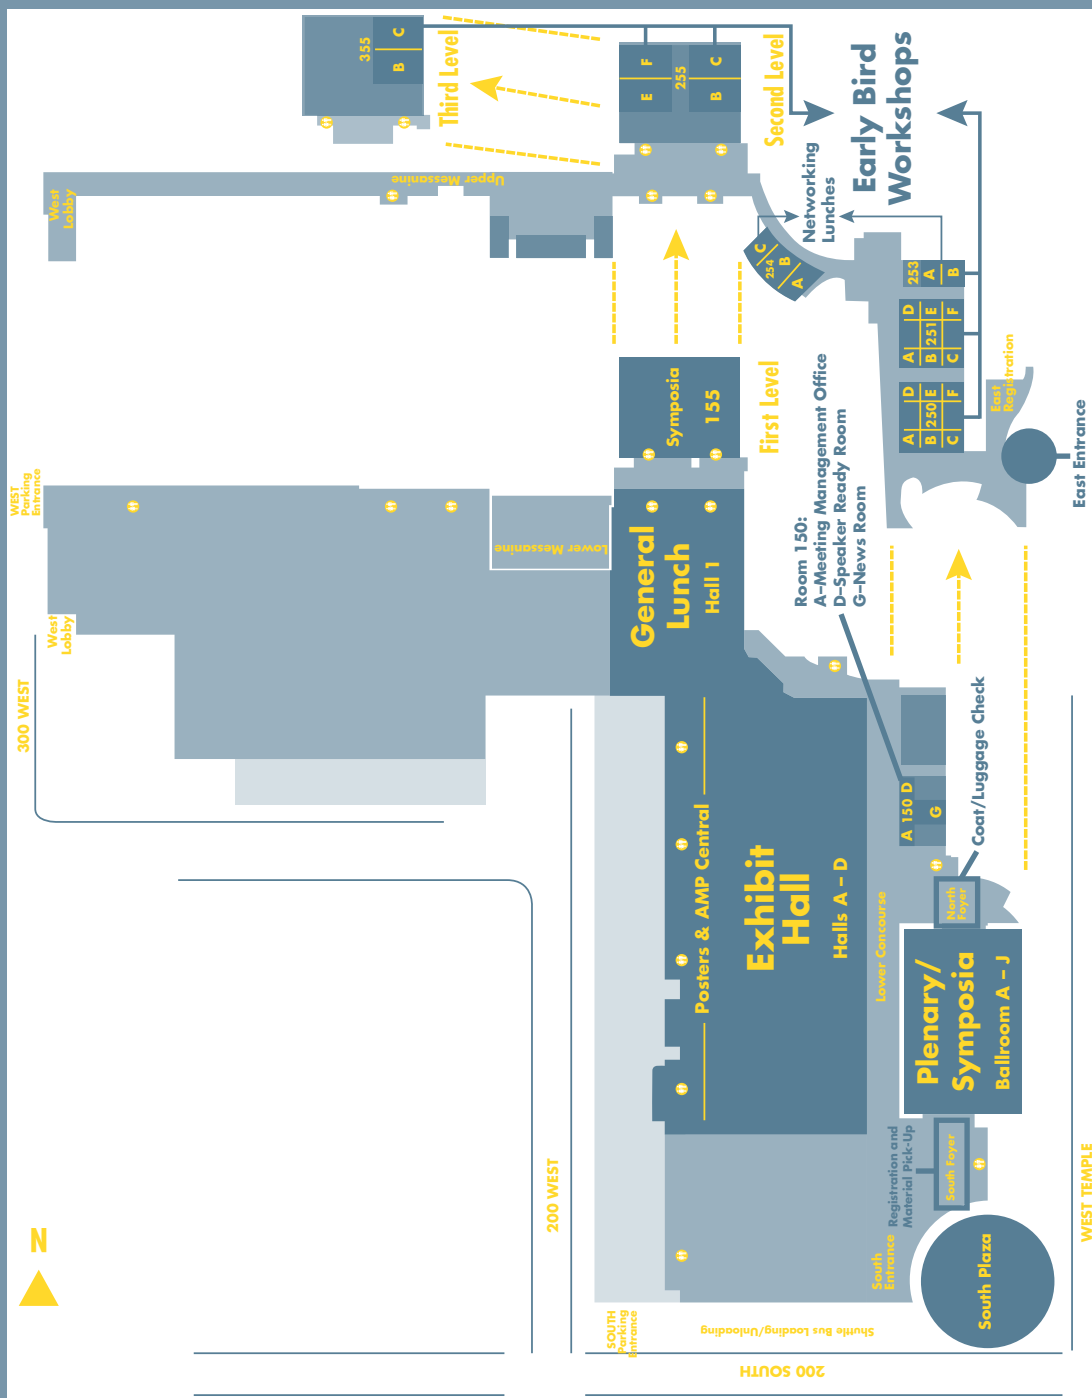 355
B
C
Third Level
E
F
255
B
C
Second Level
Early Bird
Workshops
Networking
Lunches
Upper Messanine
West
Lobby
254
A
B
C
253
A
B
A
D
B
251
E
C
F
A
D
B
250
E
C
F
East
Registration
East Entrance
Symposia
155
First Level
WEST
Parking
Entrance
Lower Messanine
General
Lunch
Hall 1
Room 150:
A–Meeting Management Office
D–Speaker Ready Room
G–News Room
West
Lobby
300 WEST
A 150 D
G
Coat/Luggage Check
North
Foyer
Posters & AMP Central
Exhibit
Hall
Halls A – D
Lower Concourse
Plenary/
Symposia
Ballroom A – J
Registration and
Material Pick-Up
South Foyer
South
Entrance
South Plaza
200 WEST
WEST TEMPLE
N
SOUTH
Parking
Entrance
Shuttle Bus Loading/Unloading
200 SOUTH